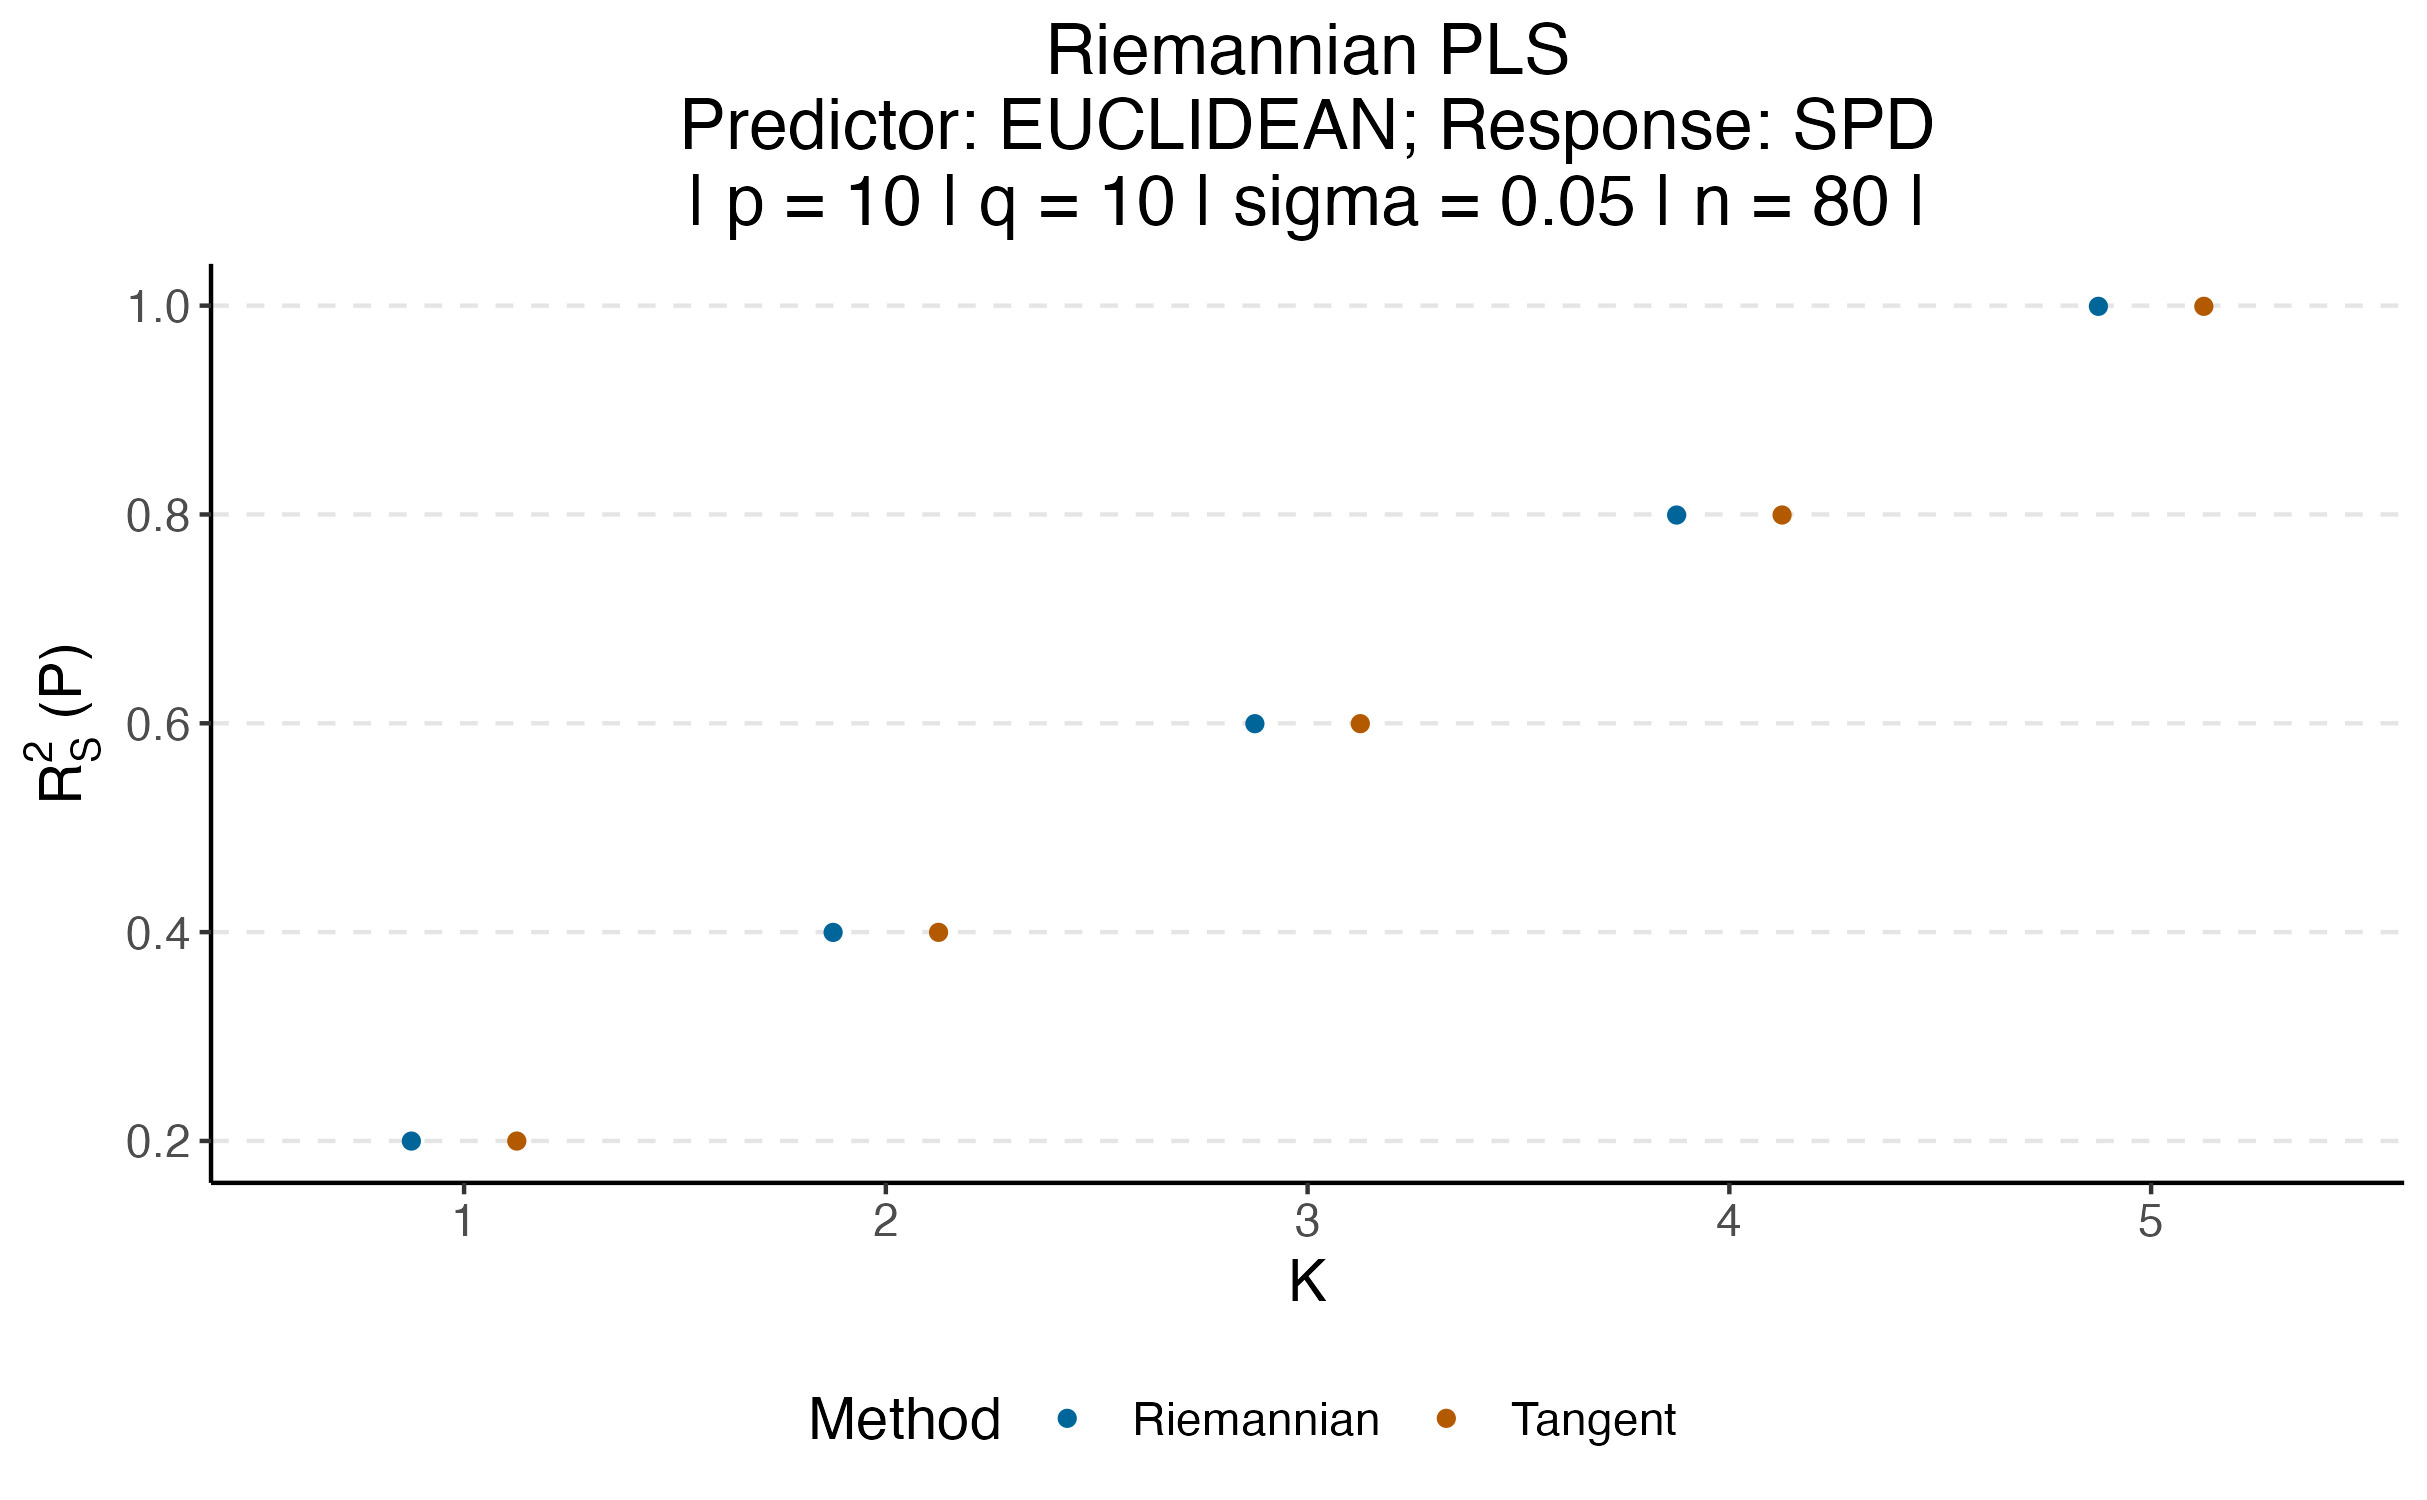 Riemannian PLS
Predictor: EUCLIDEAN; Response: SPD
| p = 10 | q = 10 | sigma = 0.05 | n = 80 |
R²_S (P)
1.0
0.8
0.6
0.4
0.2
1 2 3 4 5
K
Method Riemannian Tangent